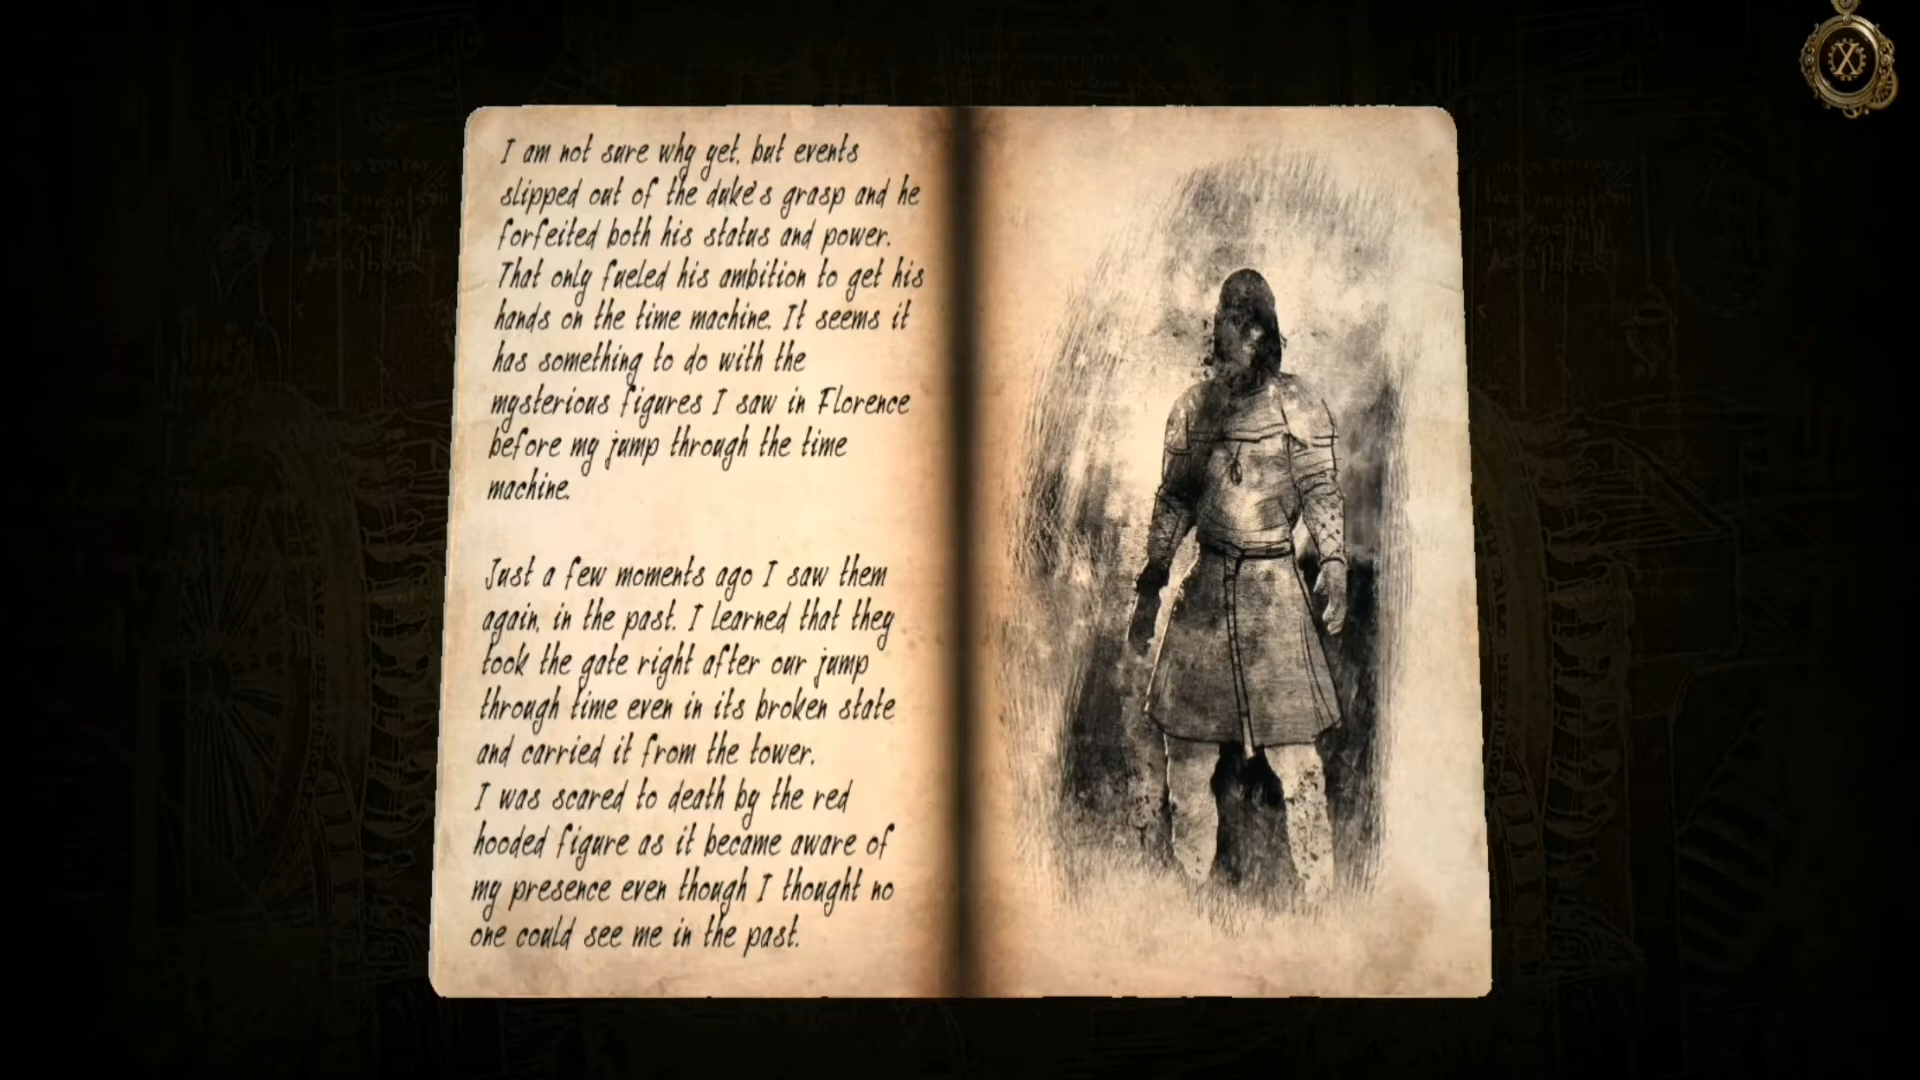 I am not sure why yet, but events
slipped out of the duke's grasp and he
forfeited both his status and power.
That only fueled his ambition to get his
hands on the time machine. It seems it
has something to do with the
mysterious figures I saw in Florence
before my jump through the time
machine.
Just a few moments ago I saw them
again, in the past. I learned that they
took the gate right after our jump
through time even in its broken state
and carried it from the tower.
I was scared to death by the red
hooded figure as it became aware of
my presence even though I thought no
one could see me in the past.
X